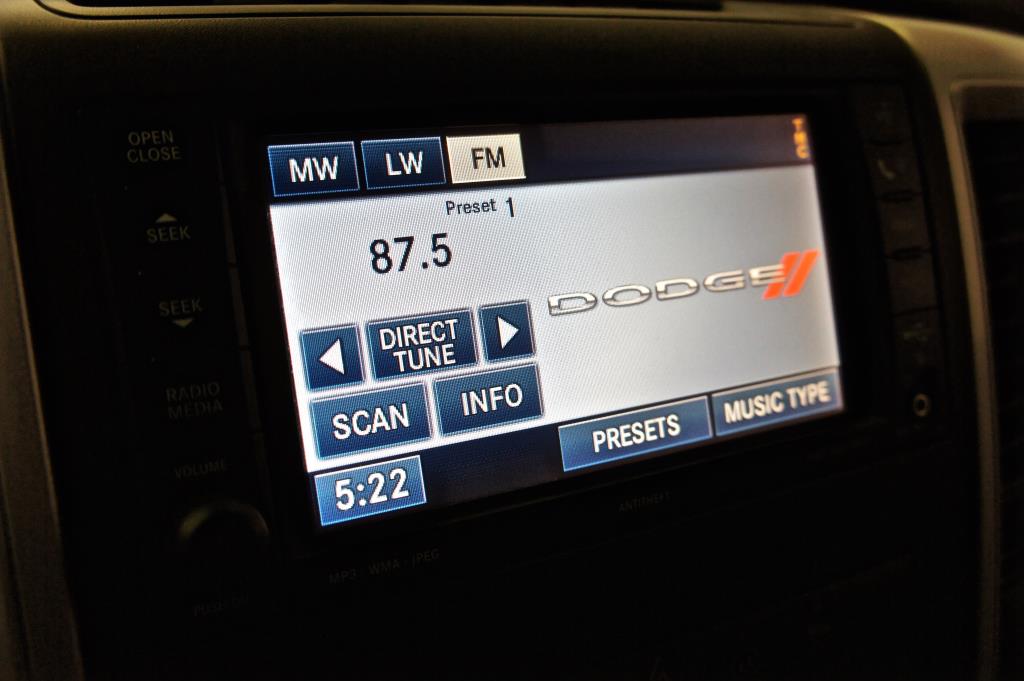 OPEN
CLOSE
SEEK
SEEK
RADIO
MEDIA
VOLUME
MW LW FM
TMC
Preset 1
87.5
DODGE
DIRECT
TUNE
SCAN INFO
PRESETS MUSIC TYPE
5:22
ANTITHEFT
MP3 · WMA · JPEG
PUSH